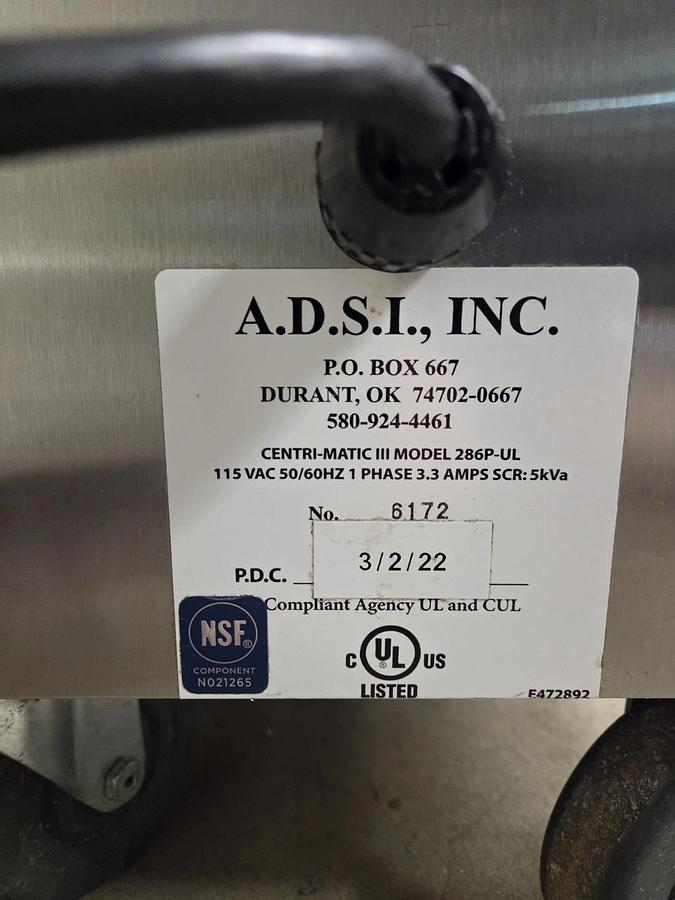 A.D.S.I., INC.
P.O. BOX 667
DURANT, OK 74702-0667
580-924-4461
CENTRI-MATIC III MODEL 286P-UL
115 VAC 50/60HZ 1 PHASE 3.3 AMPS SCR: 5kVa
No. 6172
P.D.C. 3/2/22
Compliant Agency UL and CUL
NSF®
COMPONENT
N021265
C UL® US
LISTED
E472892